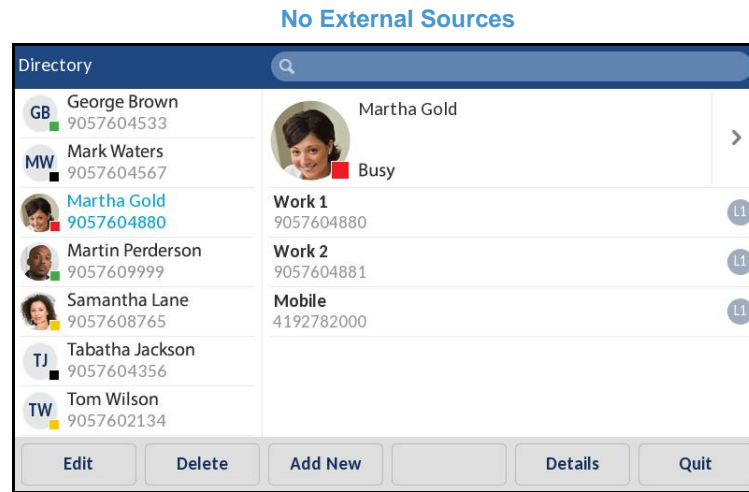 No External Sources
Directory
GB
George Brown
9057604533
MW
Mark Waters
9057604567
Martha Gold
9057604880
Martin Perderson
9057609999
Samantha Lane
9057608765
TJ
Tabatha Jackson
9057604356
TW
Tom Wilson
9057602134
Martha Gold
Busy
Work 1
9057604880
L1
Work 2
9057604881
L1
Mobile
4192782000
L1
Edit
Delete
Add New
Details
Quit